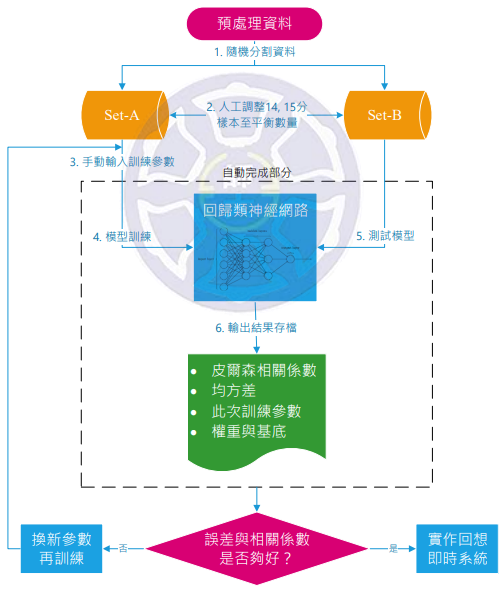 預處理資料
1. 隨機分割資料
Set-A
2. 人工調整14, 15分
樣本至平衡數量
Set-B
3. 手動輸入訓練參數
自動完成部分
回歸類神經網路
4. 模型訓練
5. 測試模型
6. 輸出結果存檔
• 皮爾森相關係數
• 均方差
• 此次訓練參數
• 權重與基底
換新參數
再訓練
否
誤差與相關係數
是否夠好？
是
實作回想
即時系統